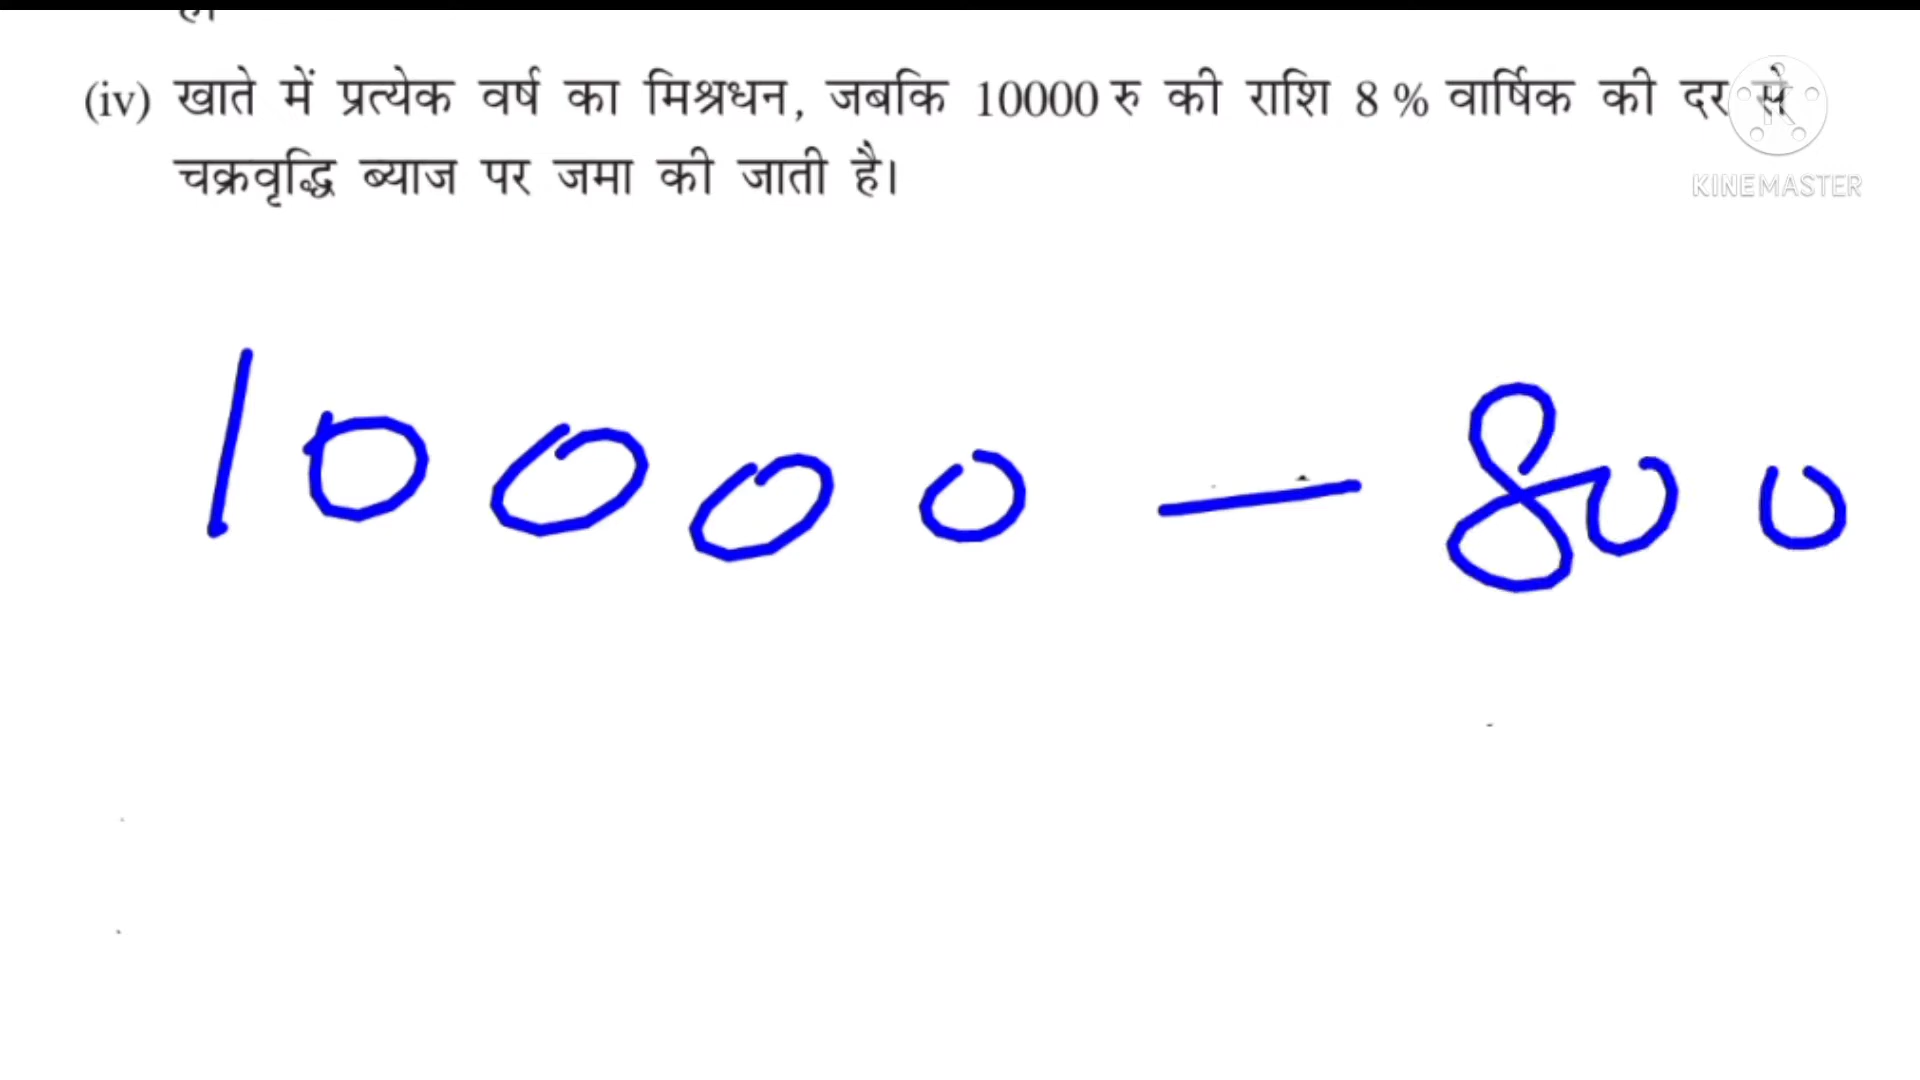 (iv) खाते में प्रत्येक वर्ष का मिश्रधन, जबकि 10000 रु की राशि 8 % वार्षिक की दर से
चक्रवृद्धि ब्याज पर जमा की जाती है।
KINEMASTER
10000 — 800